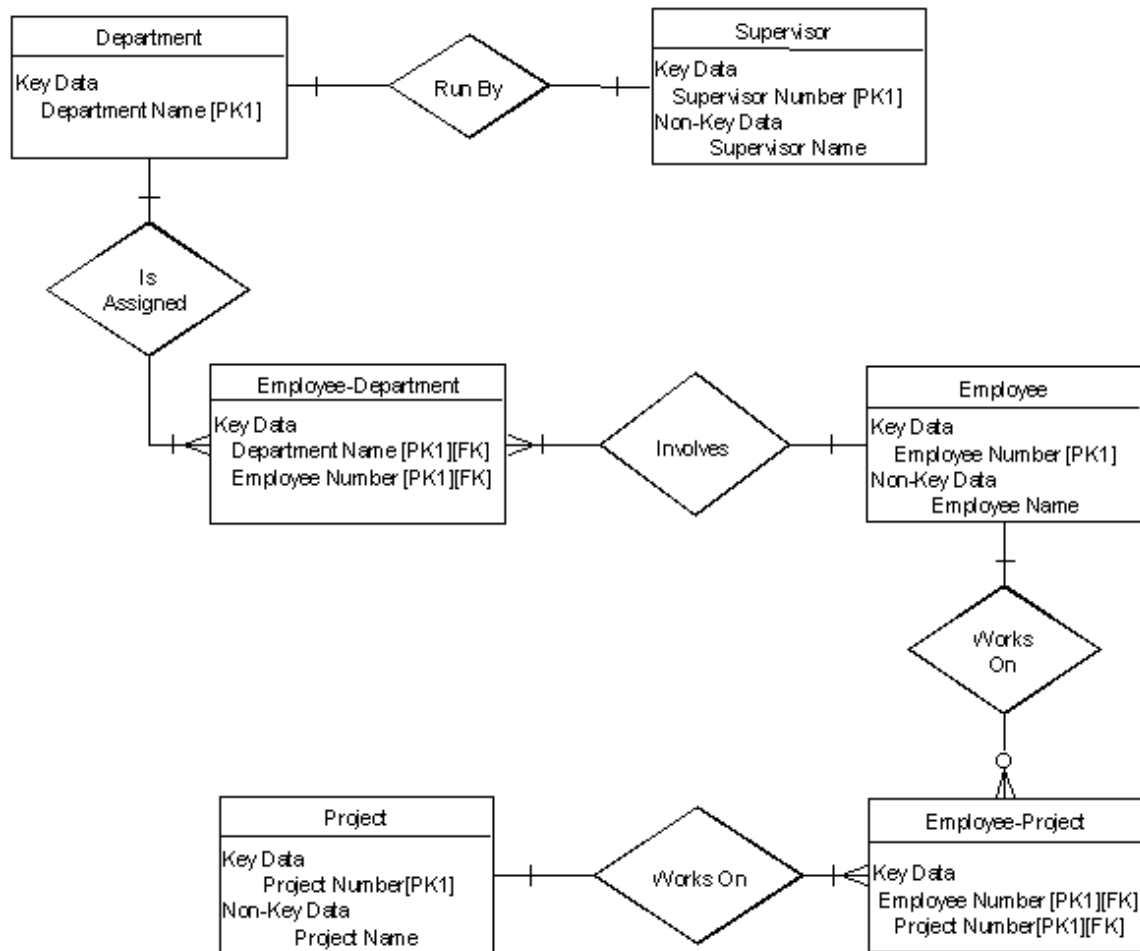 Department
Key Data
Department Name [PK1]
Run By
Supervisor
Key Data
Supervisor Number [PK1]
Non-Key Data
Supervisor Name
Is
Assigned
Employee-Department
Key Data
Department Name [PK1][FK]
Employee Number [PK1][FK]
Involves
Employee
Key Data
Employee Number [PK1]
Non-Key Data
Employee Name
Works
On
Project
Key Data
Project Number[PK1]
Non-Key Data
Project Name
Works On
Employee-Project
Key Data
Employee Number [PK1][FK]
Project Number[PK1][FK]